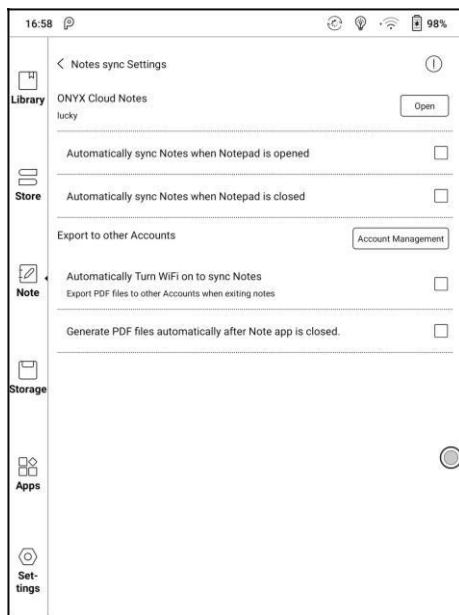 16:58
98%
Library
Store
Note
Storage
Apps
Set-
tings
Notes sync Settings
ONYX Cloud Notes
lucky
Open
Automatically sync Notes when Notepad is opened
Automatically sync Notes when Notepad is closed
Export to other Accounts
Account Management
Automatically Turn WiFi on to sync Notes
Export PDF files to other Accounts when exiting notes
Generate PDF files automatically after Note app is closed.